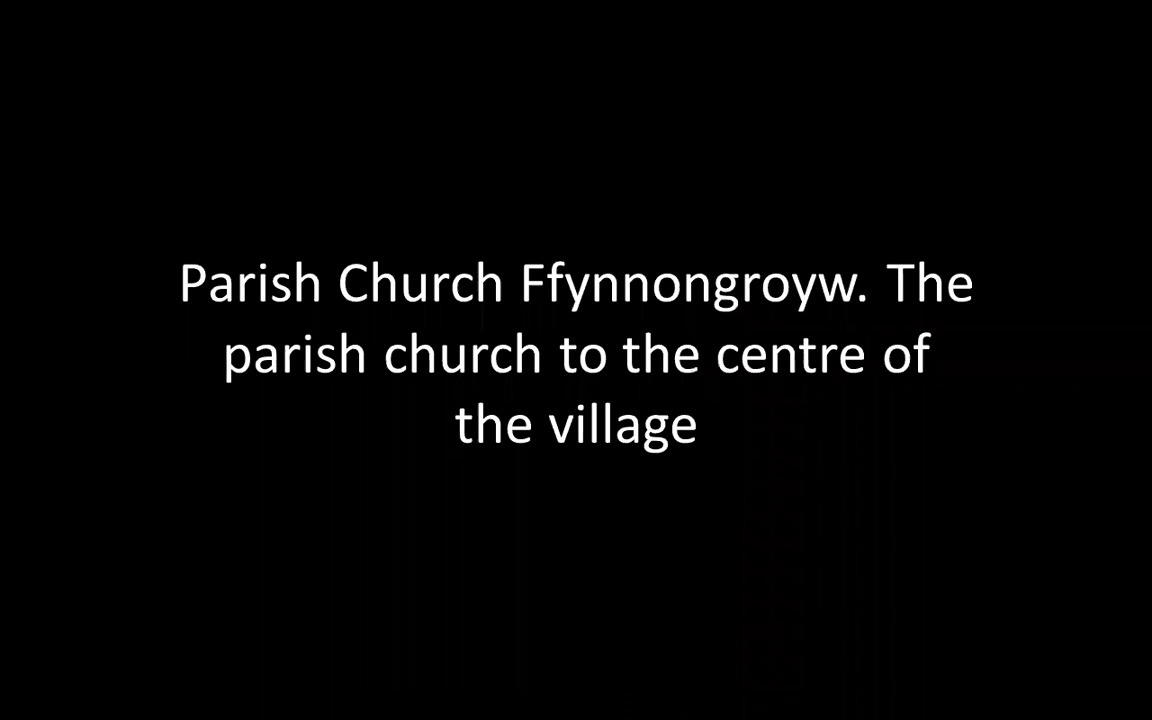 Parish Church Ffynnongroyw. The
parish church to the centre of
the village